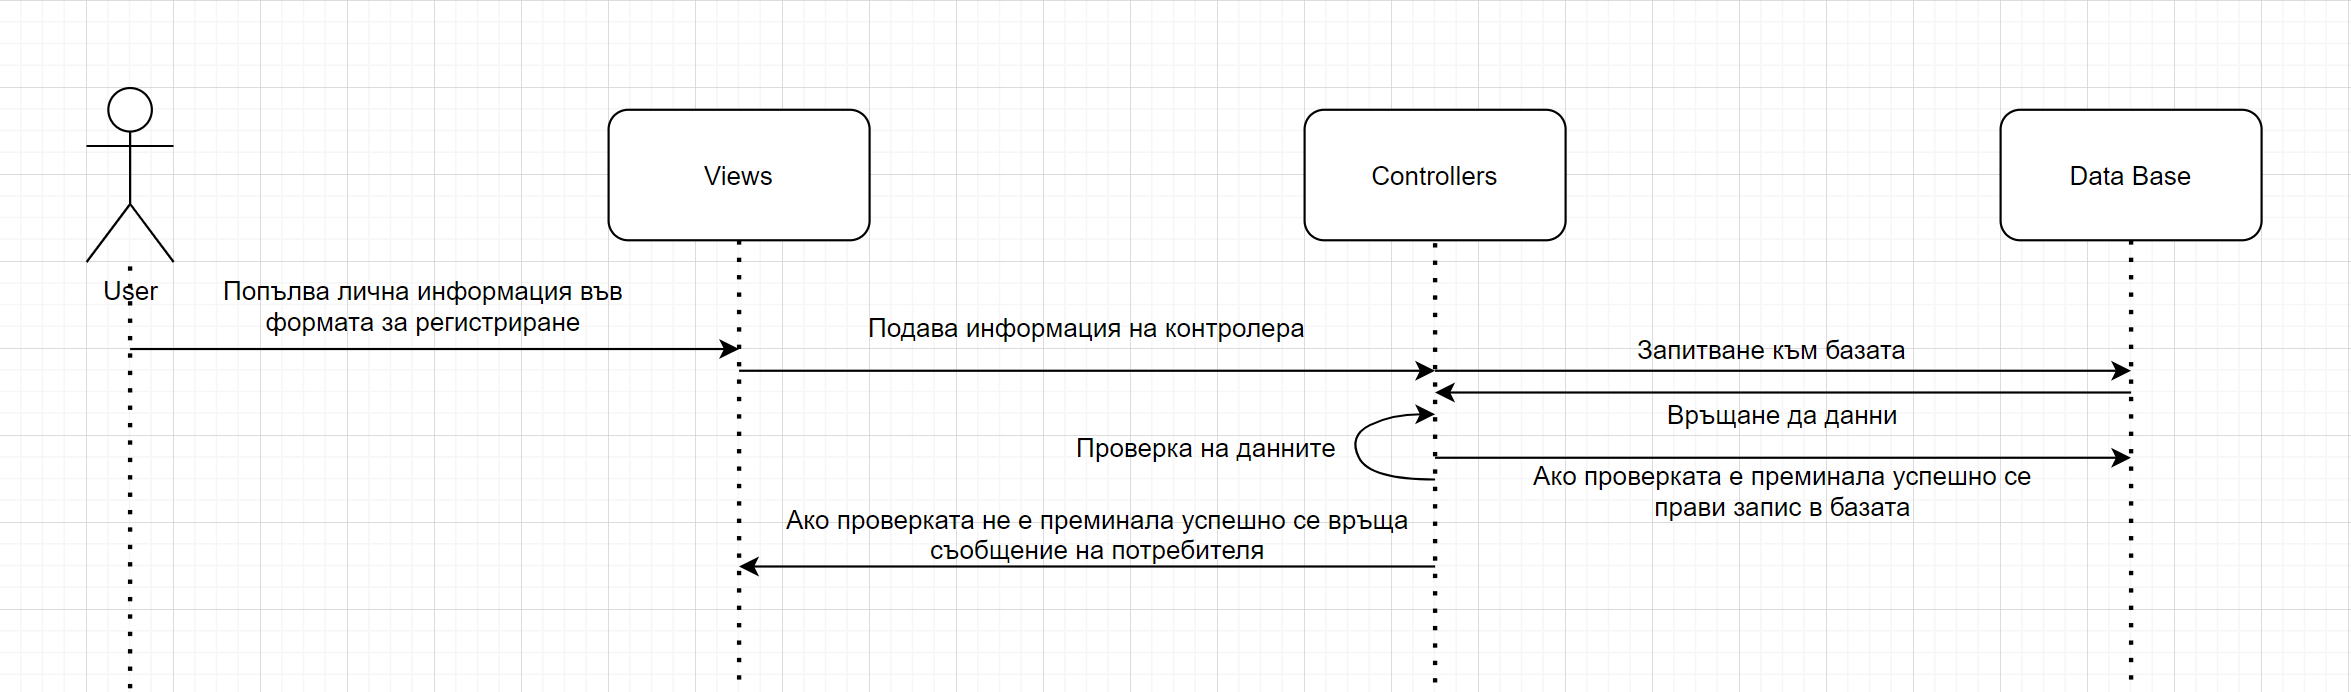 Views
Controllers
Data Base
User
Попълва лична информация във
формата за регистриране
Подава информация на контролера
Запитване към базата
Връщане да данни
Проверка на данните
Ако проверката е преминала успешно се
прави запис в базата
Ако проверката не е преминала успешно се връща
съобщение на потребителя